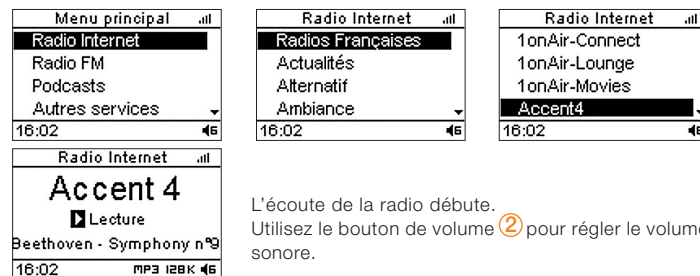 Menu principal
Radio Internet
Radio FM
Podcasts
Autres services
16:02 6
Radio Internet
Radios Françaises
Actualités
Alternatif
Ambiance
16:02 6
Radio Internet
1onAir-Connect
1onAir-Lounge
1onAir-Movies
Accent4
16:02
Radio Internet
Accent 4
Lecture
Beethoven - Symphony n°9
16:02 MP3 128K 6
L'écoute de la radio débute.
Utilisez le bouton de volume 2 pour régler le volume
sonore.